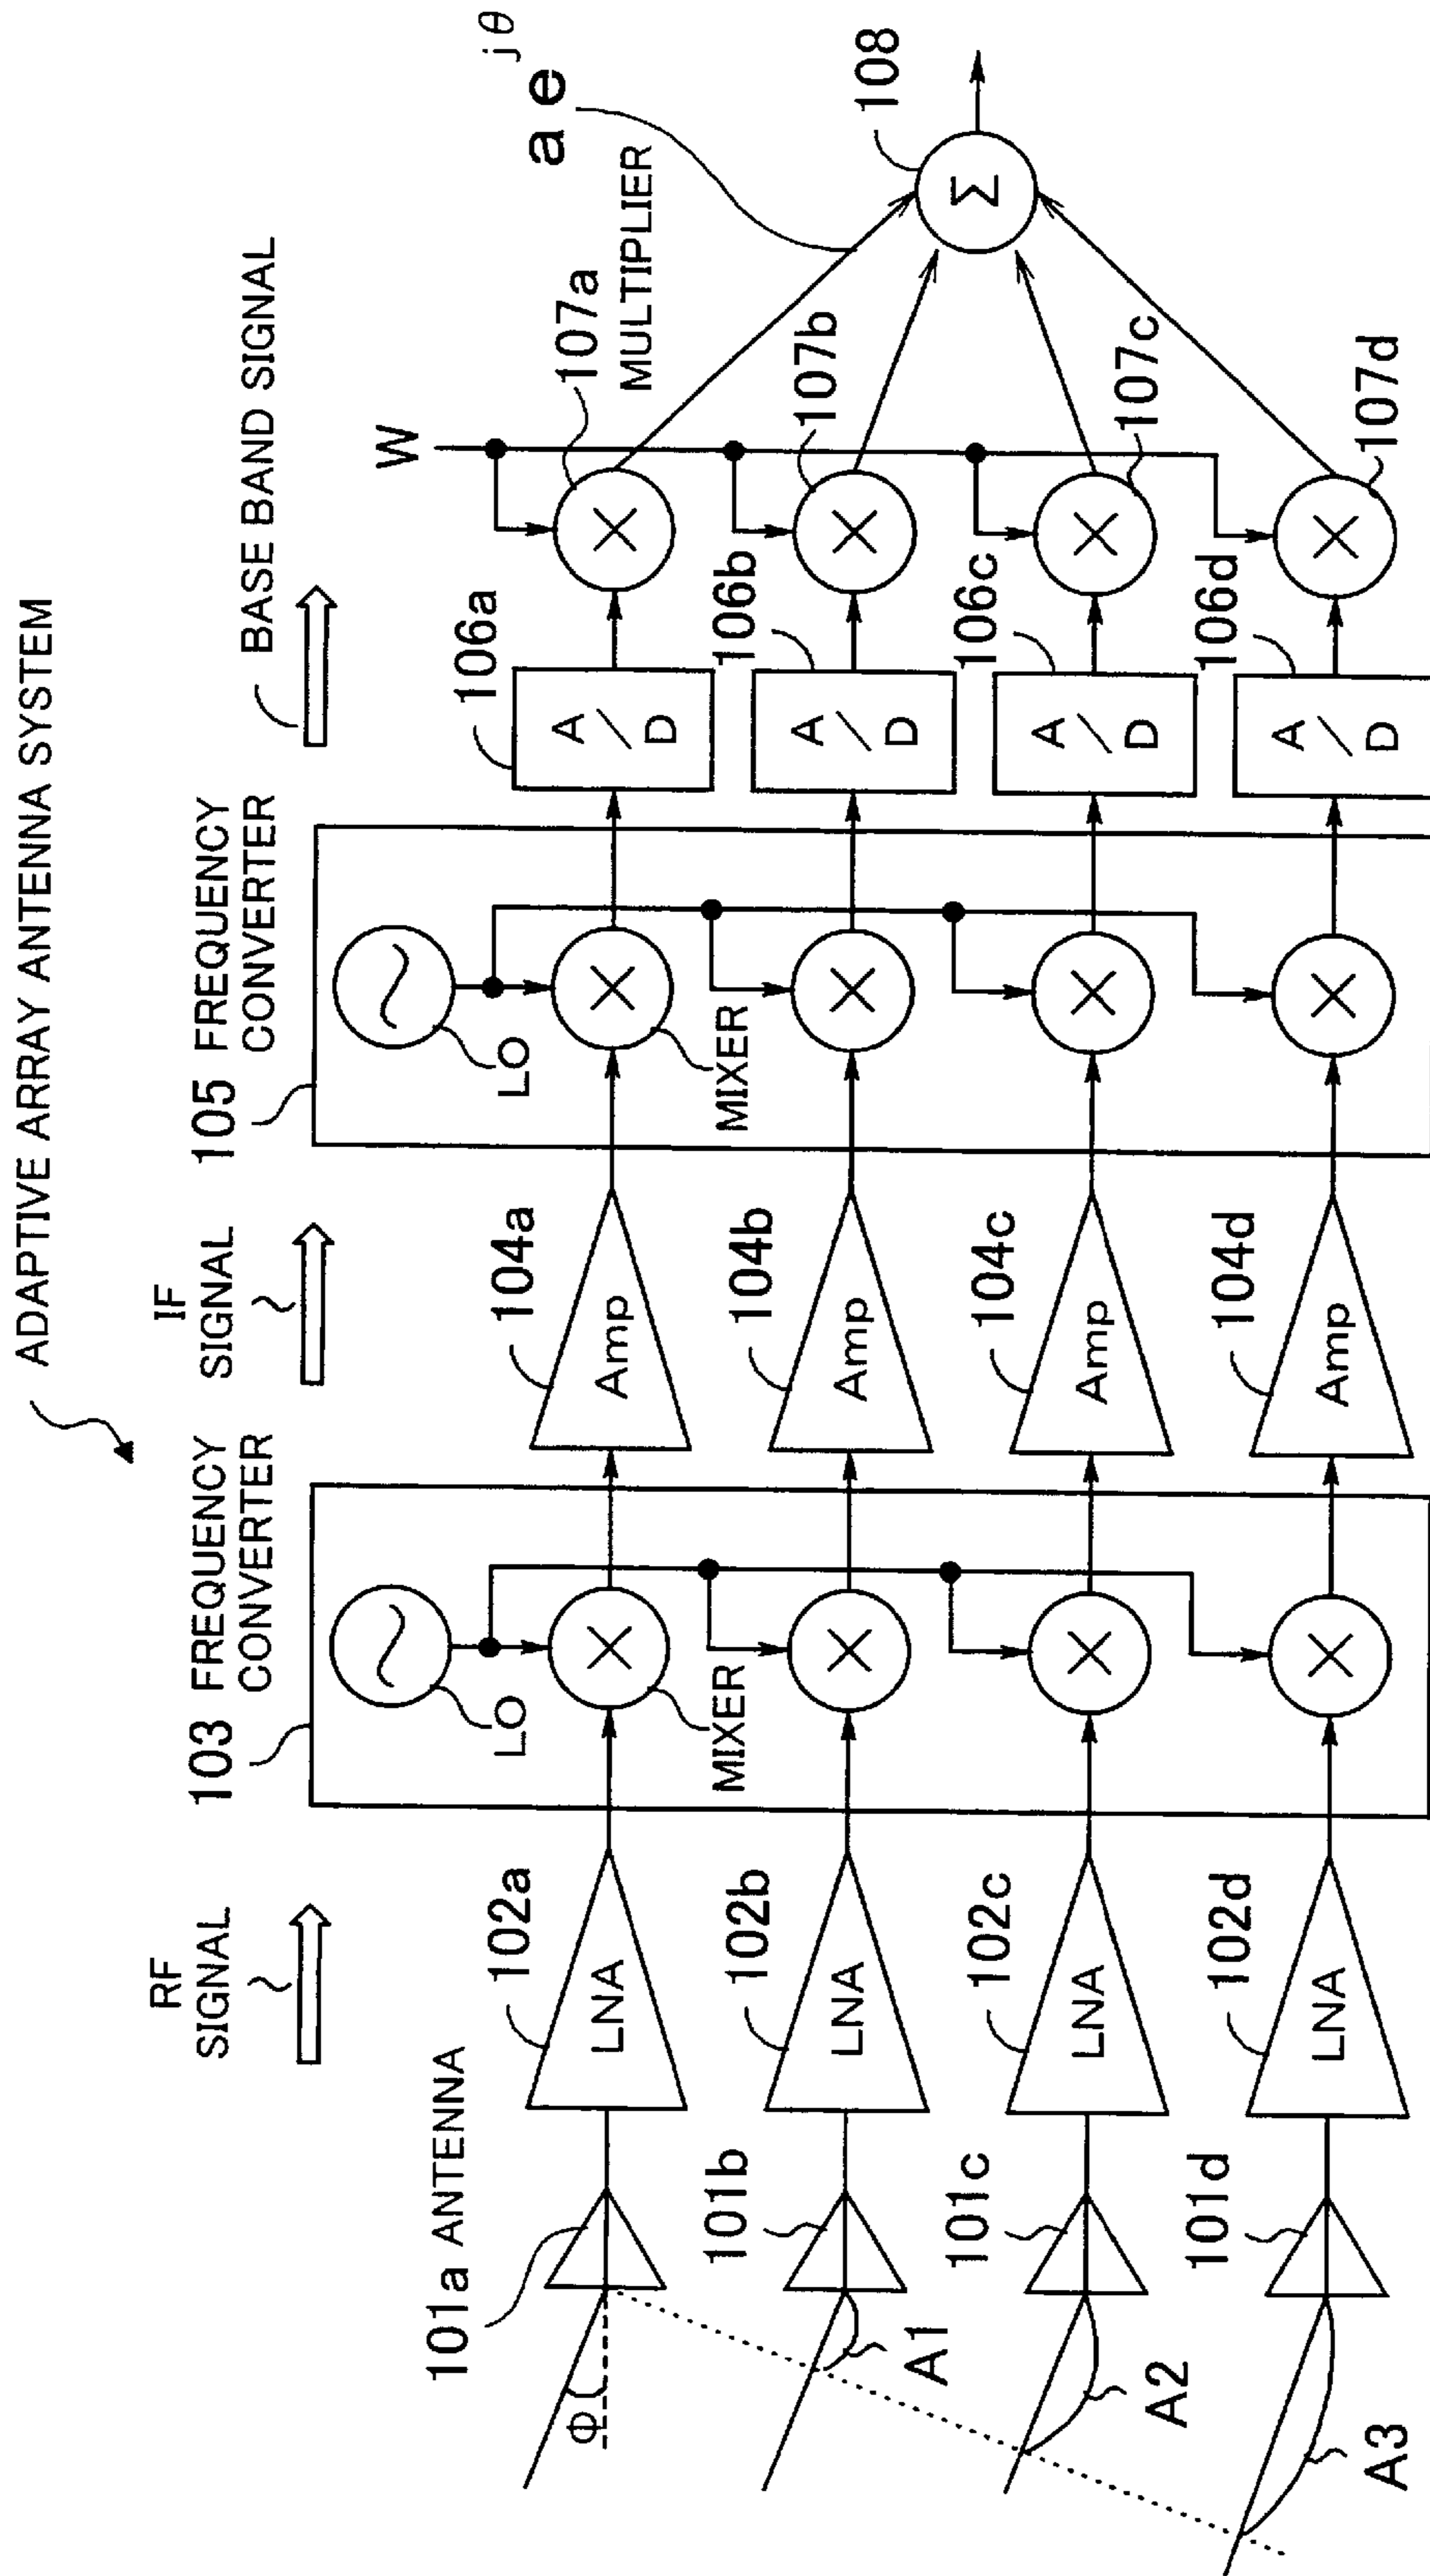 ADAPTIVE ARRAY ANTENNA SYSTEM
RF
SIGNAL
IF
SIGNAL
BASE BAND SIGNAL
103 FREQUENCY
CONVERTER
105 FREQUENCY
CONVERTER
LO
MIXER
LO
MIXER
W
a e jθ
101a ANTENNA
102a
LNA
104a
Amp
106a
A/D
107a
MULTIPLIER
Φ
101b
102b
LNA
104b
Amp
106b
A/D
107b
A1
Σ
108
101c
102c
LNA
104c
Amp
106c
A/D
107c
A2
101d
102d
LNA
104d
Amp
106d
A/D
107d
A3